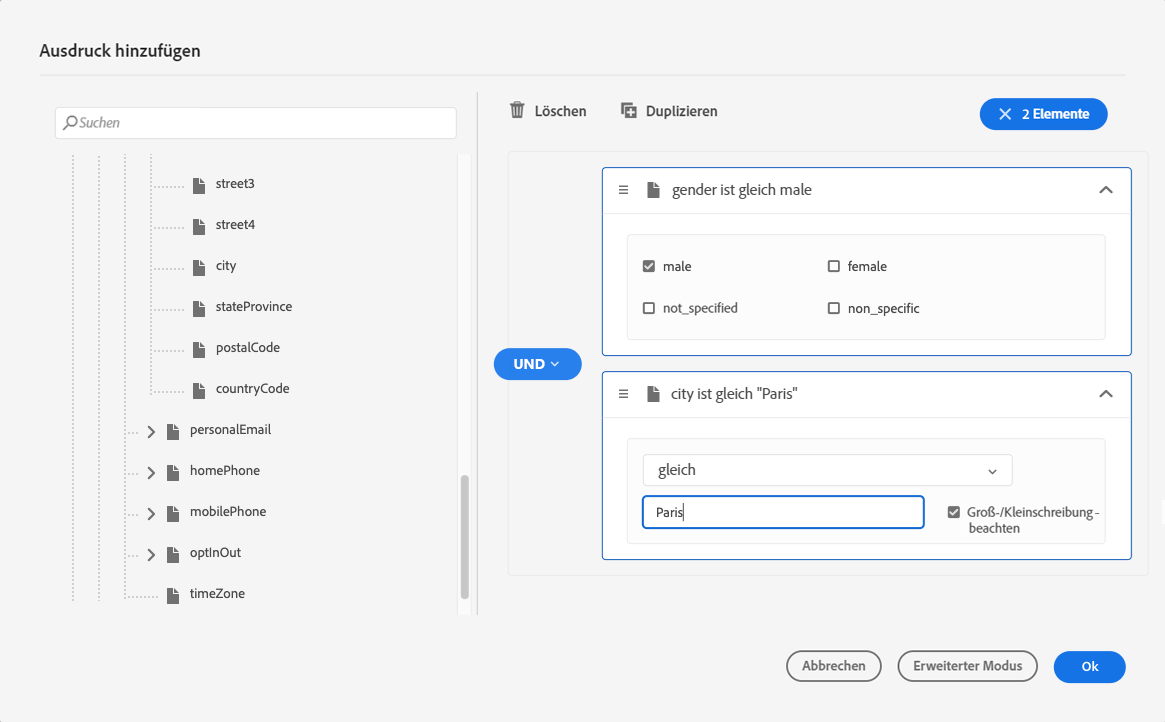 Ausdruck hinzufügen
Suchen
street3
street4
city
stateProvince
postalCode
countryCode
personalEmail
homePhone
mobilePhone
optInOut
timeZone
Löschen
Duplizieren
2 Elemente
UND
gender ist gleich male
male
female
not_specified
non_specific
city ist gleich "Paris"
gleich
Paris
Groß-/Kleinschreibung-
beachten
Abbrechen
Erweiterter Modus
Ok